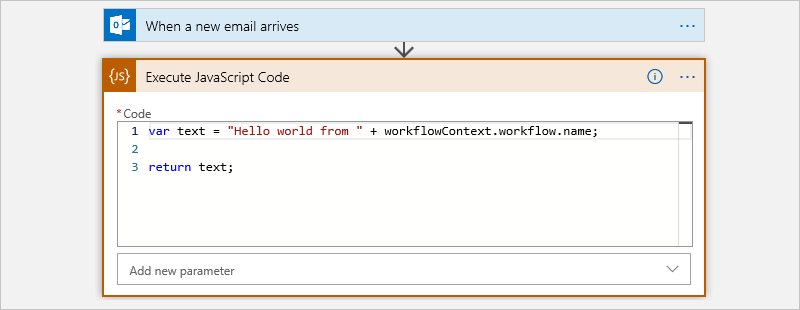 When a new email arrives
{JS} Execute JavaScript Code
*Code
1 var text = "Hello world from " + workflowContext.workflow.name;
2
3 return text;
Add new parameter